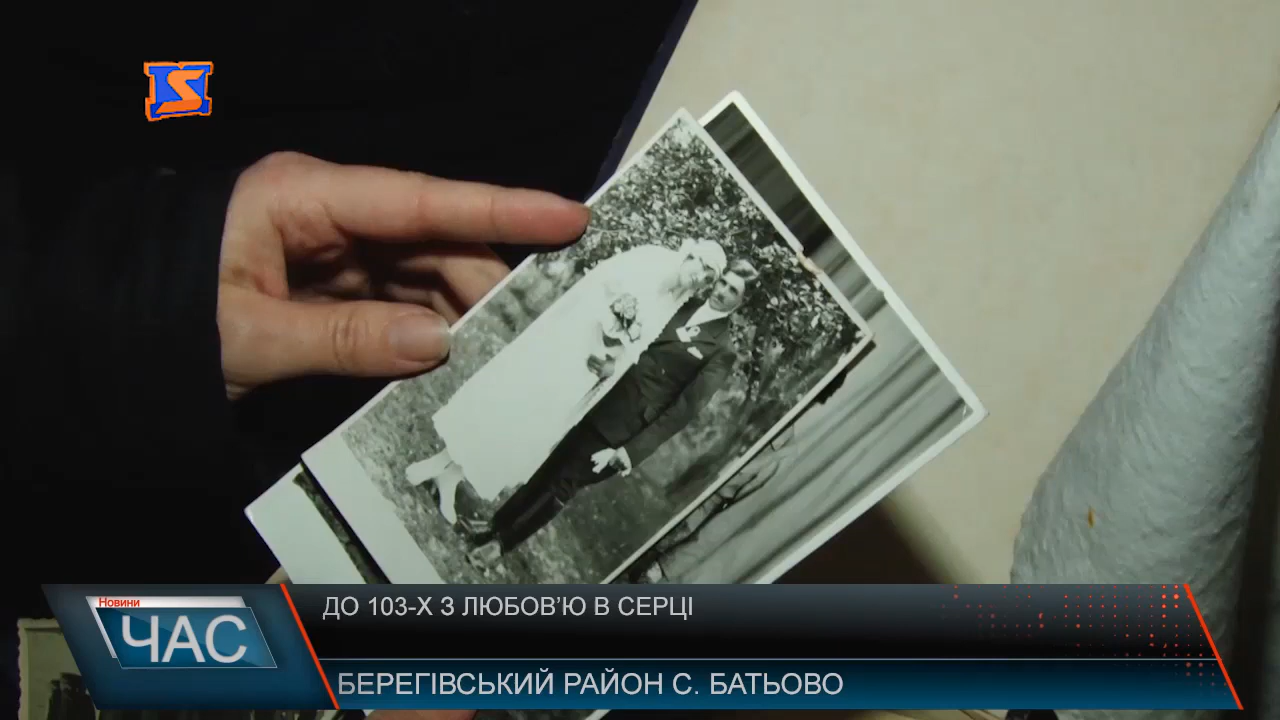 Новини
ЧАС
ДО 103-Х З ЛЮБОВ’Ю В СЕРЦІ
БЕРЕГІВСЬКИЙ РАЙОН С. БАТЬОВО